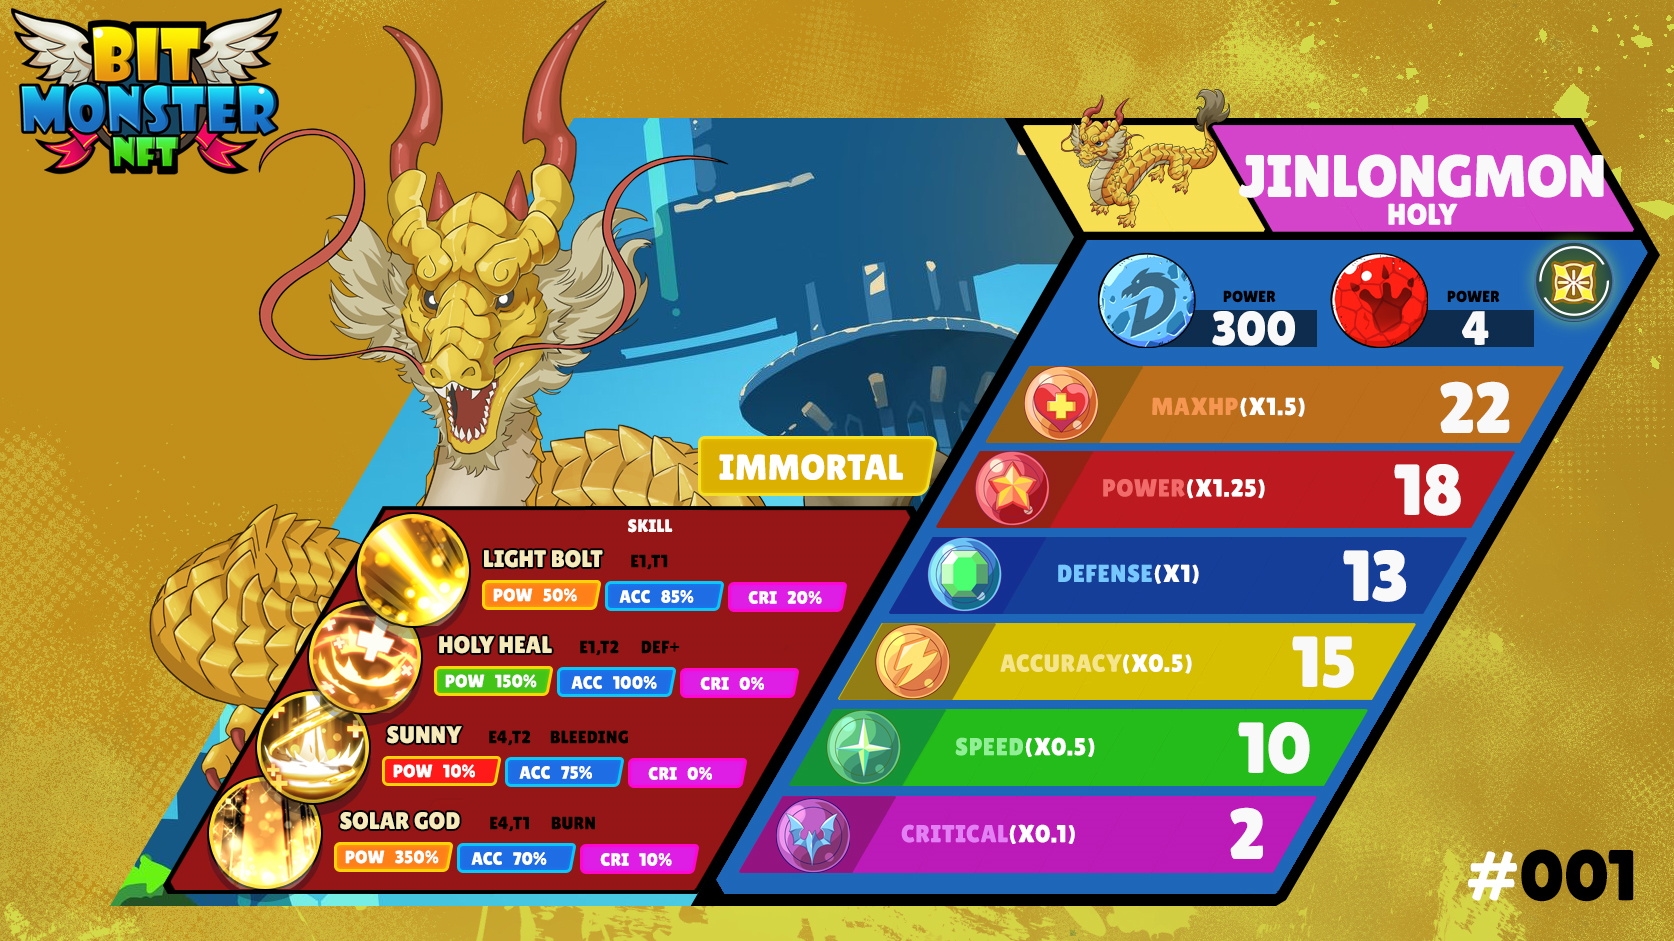 BIT
MONSTER
NFT
JINLONGMON
HOLY
POWER
300
POWER
4
MAXHP(X1.5) 22
POWER(X1.25) 18
DEFENSE(X1) 13
ACCURACY(X0.5) 15
SPEED(X0.5) 10
CRITICAL(X0.1) 2
IMMORTAL
SKILL
LIGHT BOLT E1,T1
POW 50% ACC 85% CRI 20%
HOLY HEAL E1,T2 DEF+
POW 150% ACC 100% CRI 0%
SUNNY E4,T2 BLEEDING
POW 10% ACC 75% CRI 0%
SOLAR GOD E4,T1 BURN
POW 350% ACC 70% CRI 10%
#001